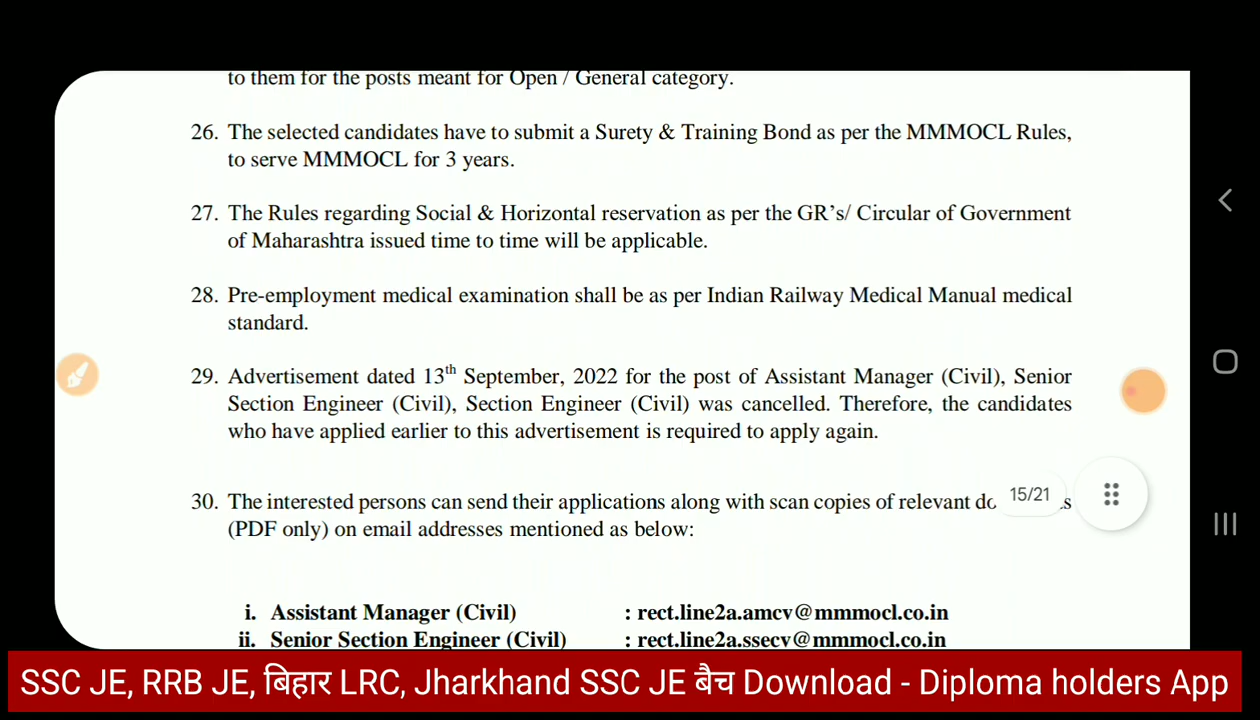 to them for the posts meant for Open / General category.
26. The selected candidates have to submit a Surety & Training Bond as per the MMMOCL Rules,
to serve MMMOCL for 3 years.
27. The Rules regarding Social & Horizontal reservation as per the GR's/ Circular of Government
of Maharashtra issued time to time will be applicable.
28. Pre-employment medical examination shall be as per Indian Railway Medical Manual medical
standard.
29. Advertisement dated 13th September, 2022 for the post of Assistant Manager (Civil), Senior
Section Engineer (Civil), Section Engineer (Civil) was cancelled. Therefore, the candidates
who have applied earlier to this advertisement is required to apply again.
15/21
30. The interested persons can send their applications along with scan copies of relevant
(PDF only) on email addresses mentioned as below:
i. Assistant Manager (Civil) : rect.line2a.amcv@mmmocl.co.in
ii. Senior Section Engineer (Civil) : rect.line2a.ssecv@mmmocl.co.in
SSC JE, RRB JE, बिहार LRC, Jharkhand SSC JE बैच Download - Diploma holders App